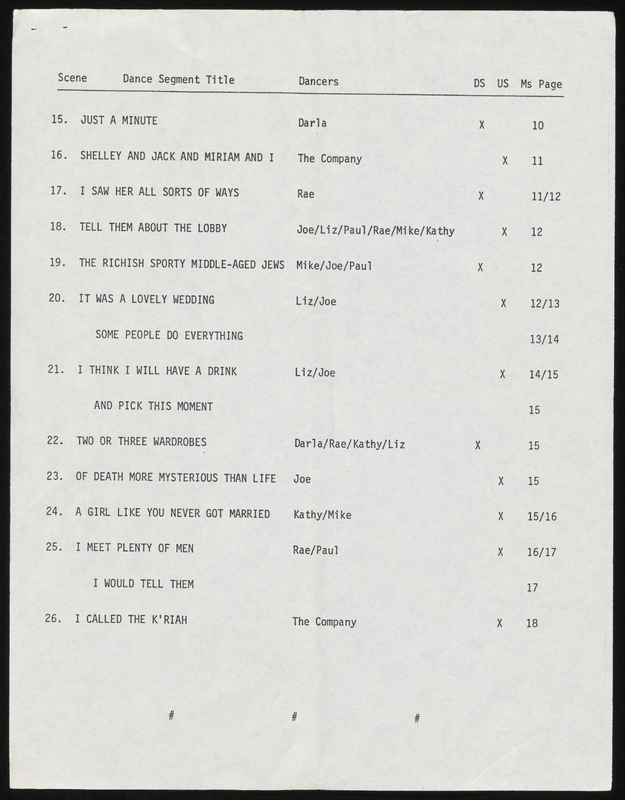 Scene Dance Segment Title Dancers DS US Ms Page
15. JUST A MINUTE Darla X 10
16. SHELLEY AND JACK AND MIRIAM AND I The Company X 11
17. I SAW HER ALL SORTS OF WAYS Rae X 11/12
18. TELL THEM ABOUT THE LOBBY Joe/Liz/Paul/Rae/Mike/Kathy X 12
19. THE RICHISH SPORTY MIDDLE-AGED JEWS Mike/Joe/Paul X 12
20. IT WAS A LOVELY WEDDING Liz/Joe X 12/13
SOME PEOPLE DO EVERYTHING 13/14
21. I THINK I WILL HAVE A DRINK Liz/Joe X 14/15
AND PICK THIS MOMENT 15
22. TWO OR THREE WARDROBES Darla/Rae/Kathy/Liz X 15
23. OF DEATH MORE MYSTERIOUS THAN LIFE Joe X 15
24. A GIRL LIKE YOU NEVER GOT MARRIED Kathy/Mike X 15/16
25. I MEET PLENTY OF MEN Rae/Paul X 16/17
I WOULD TELL THEM 17
26. I CALLED THE K'RIAH The Company X 18
# # #